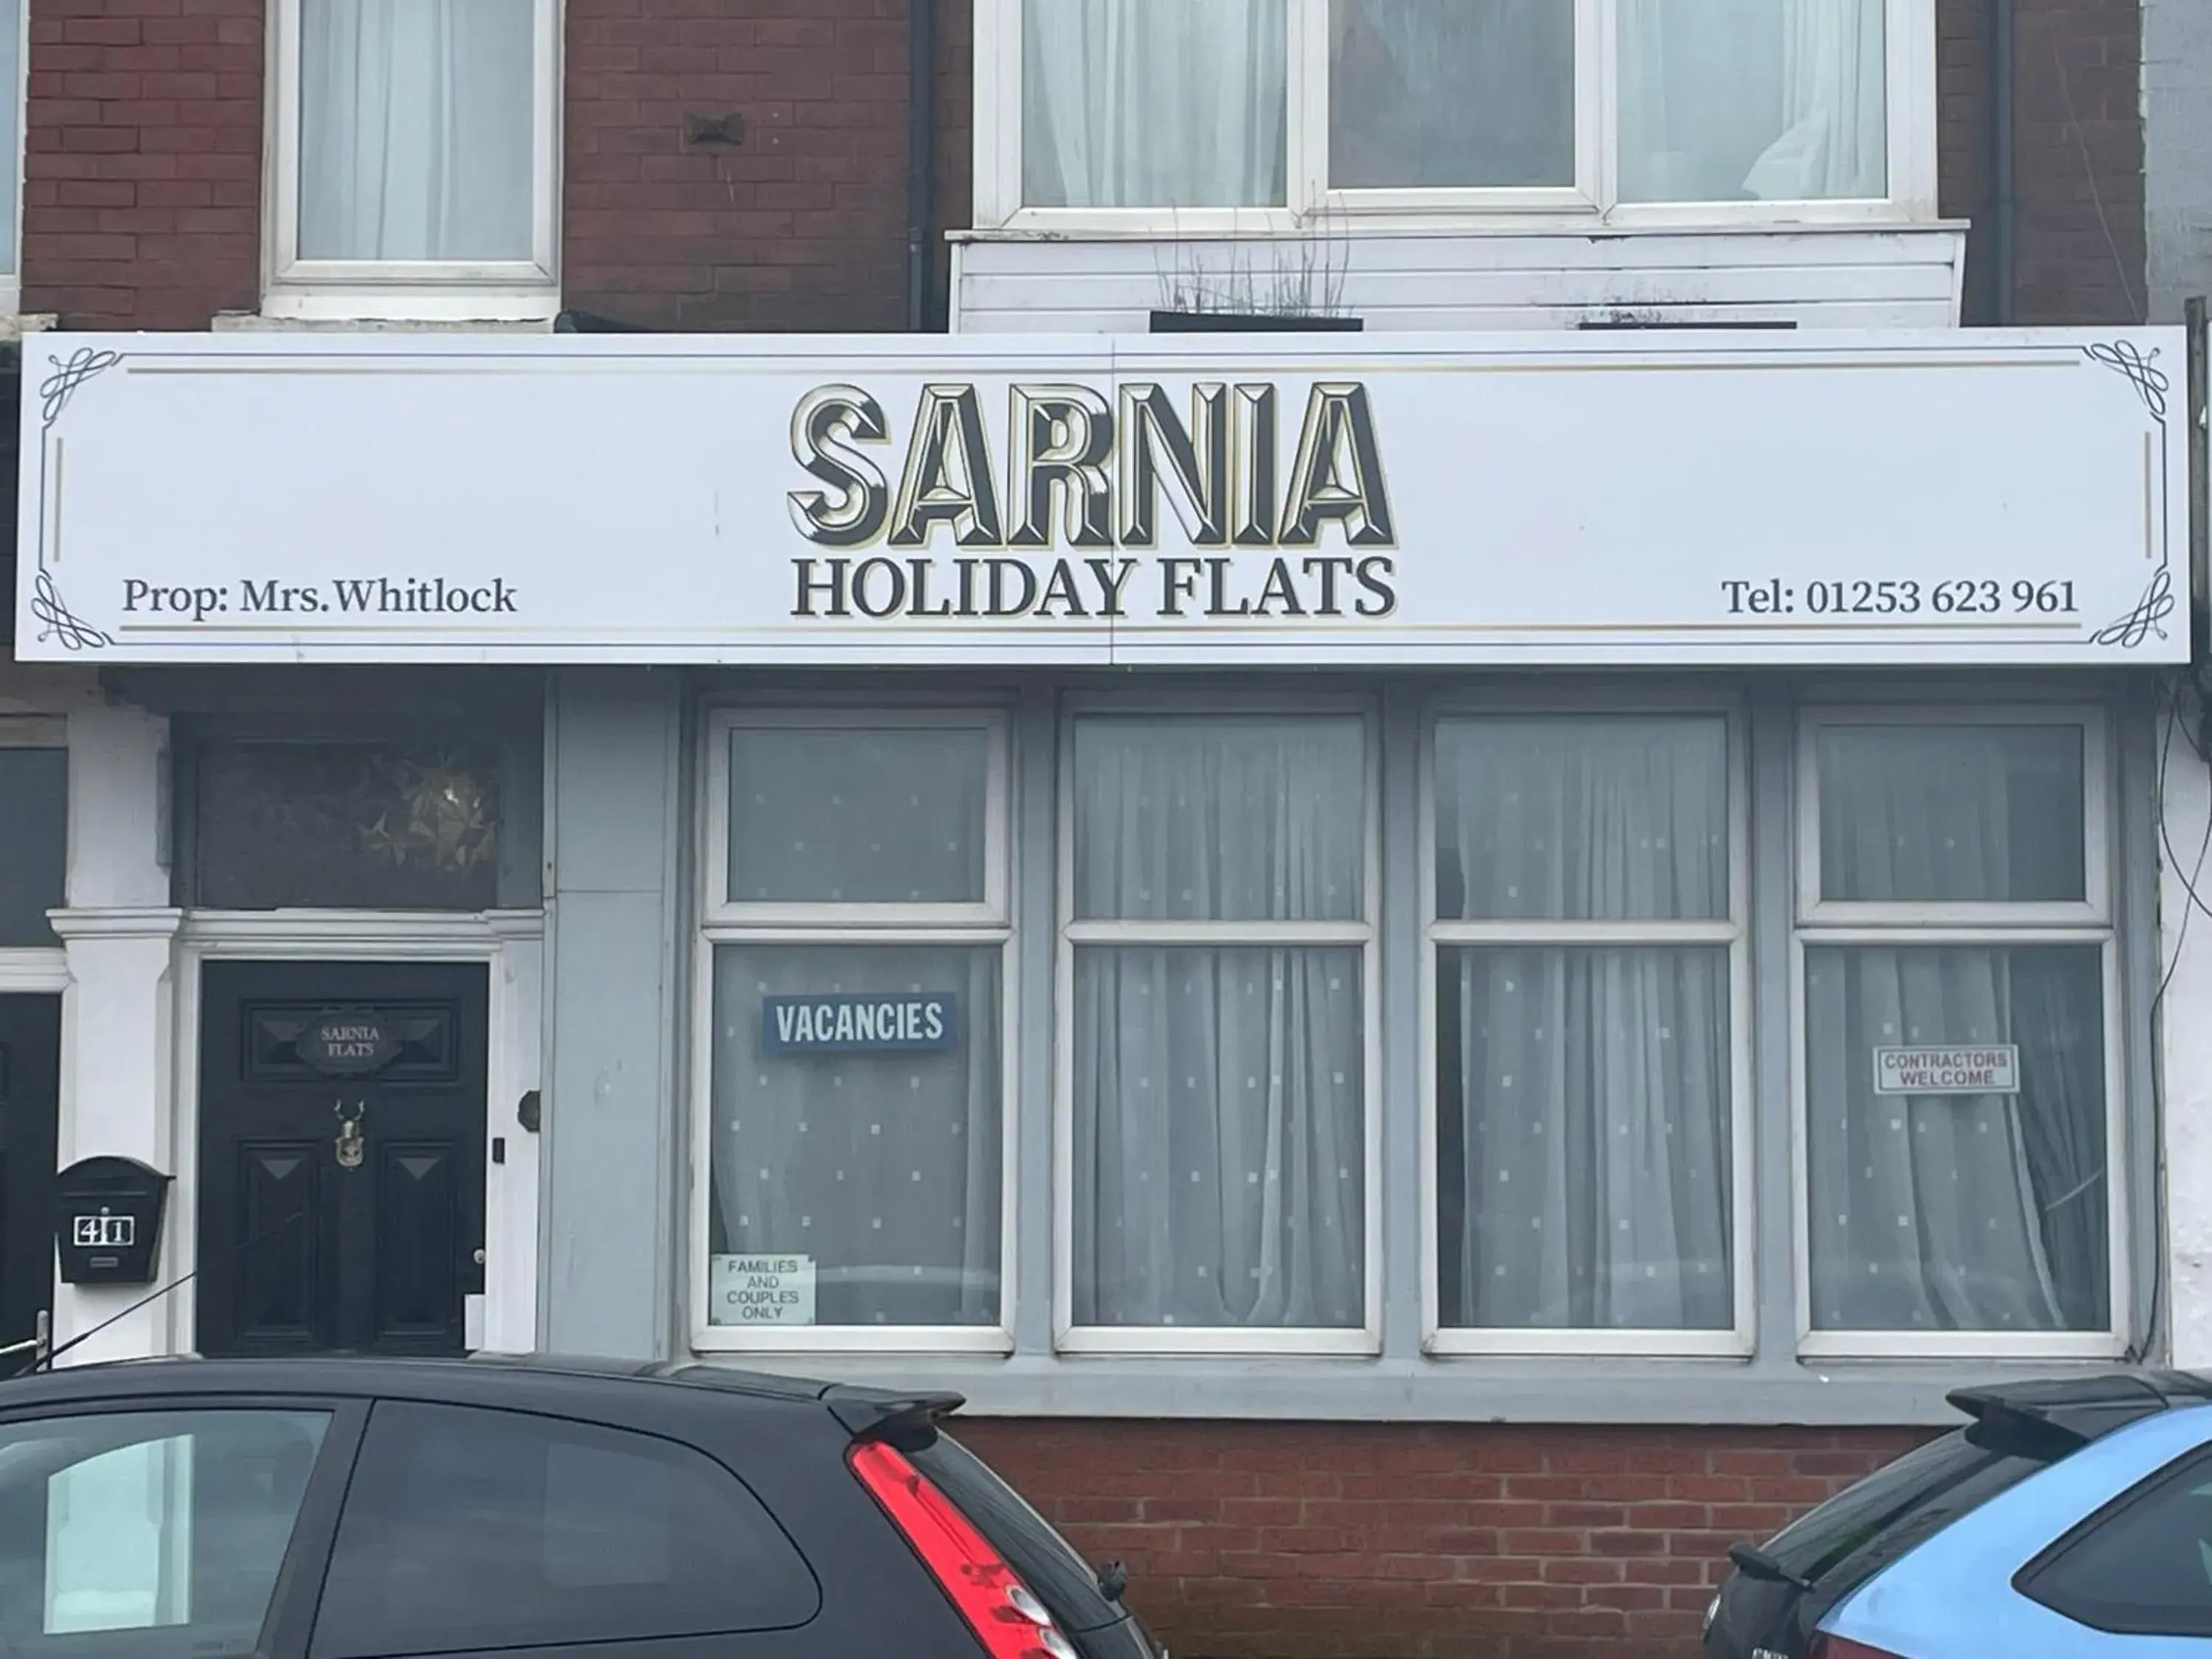 SARNIA
HOLIDAY FLATS
Prop: Mrs.Whitlock
Tel: 01253 623 961
SARNIA
FLATS
VACANCIES
CONTRACTORS
WELCOME
41
FAMILIES
AND
COUPLES
ONLY